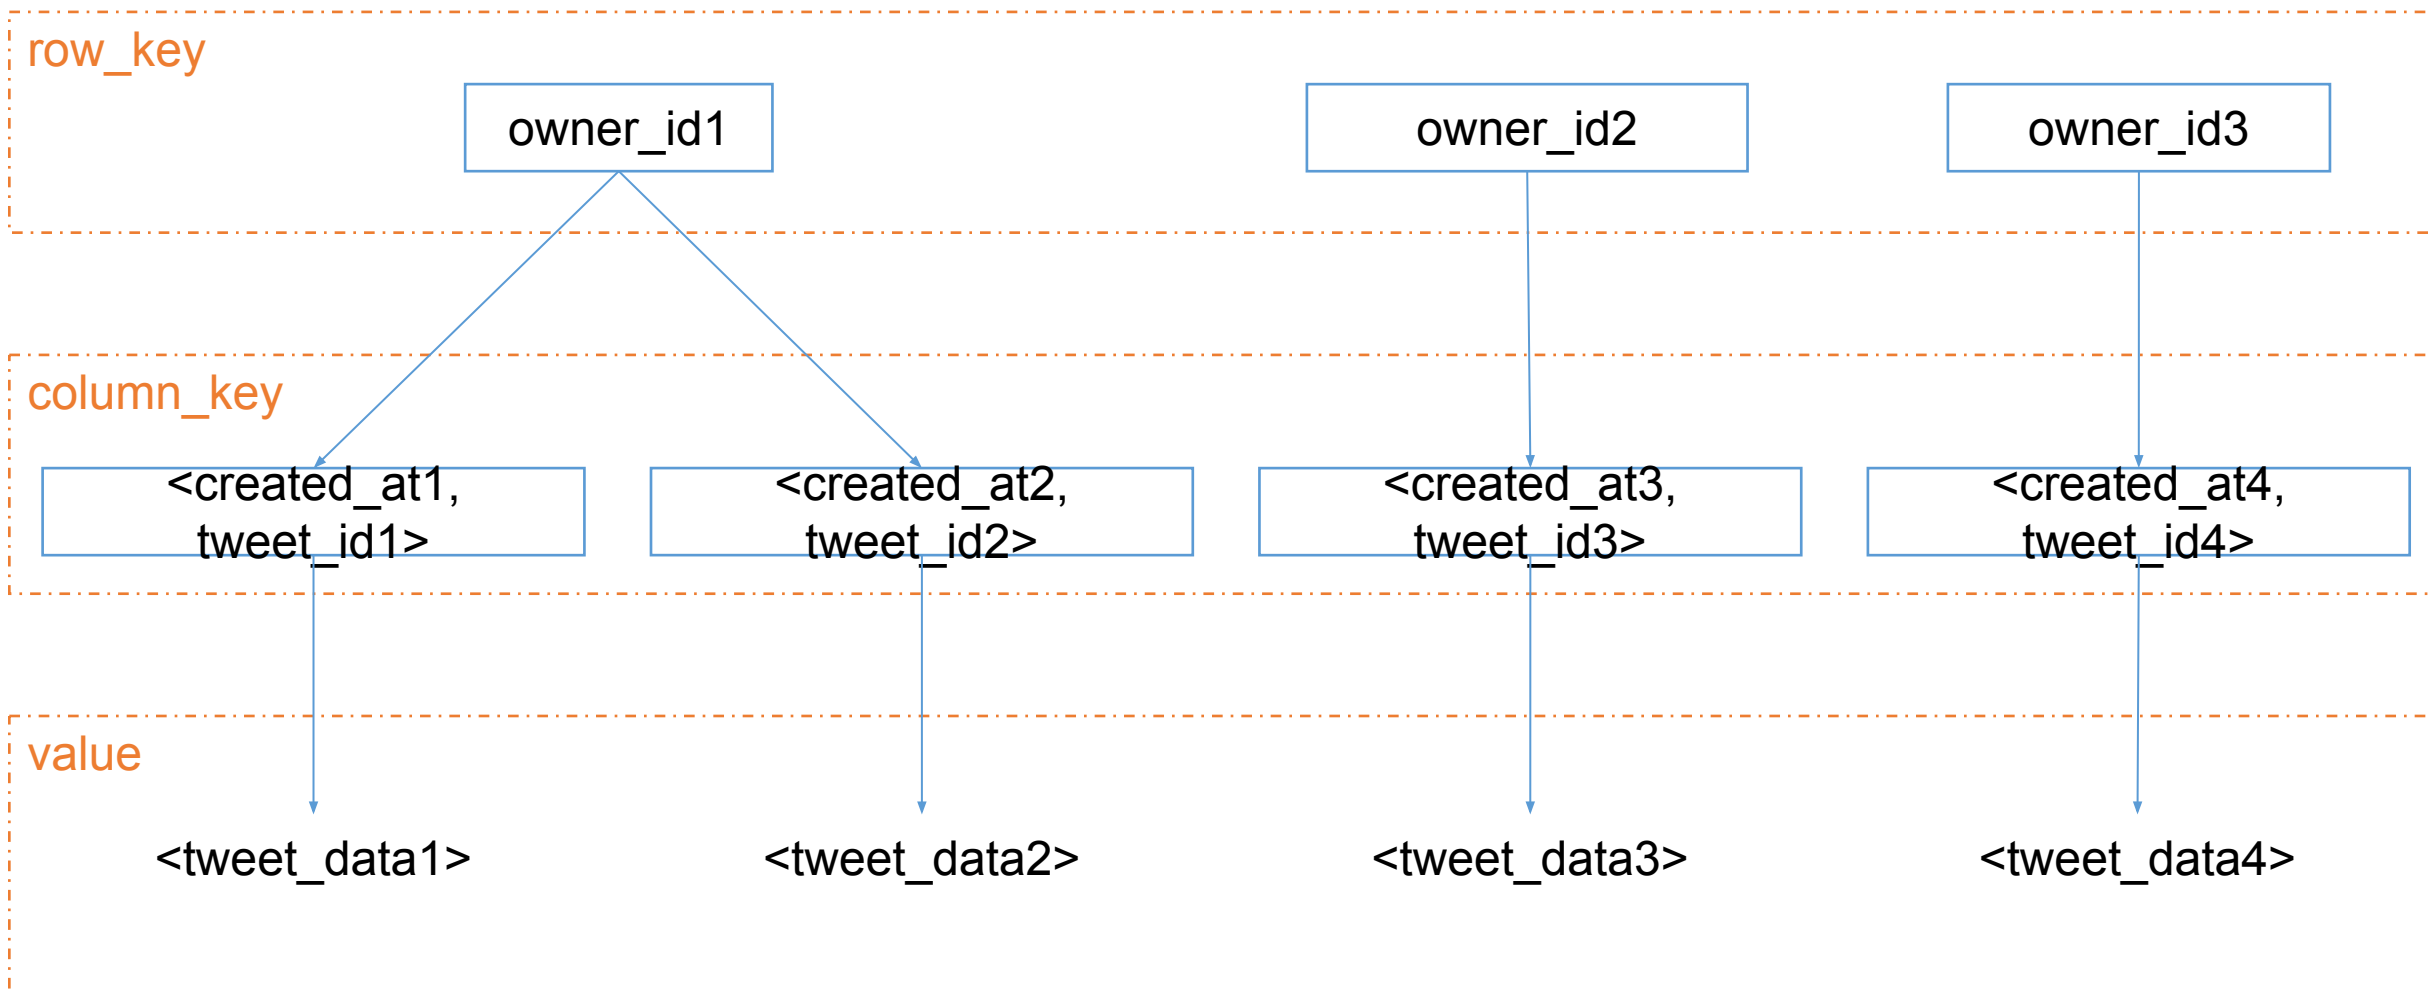 row_key
owner_id1
owner_id2
owner_id3
column_key
<created_at1,
tweet_id1>
<created_at2,
tweet_id2>
<created_at3,
tweet_id3>
<created_at4,
tweet_id4>
value
<tweet_data1>
<tweet_data2>
<tweet_data3>
<tweet_data4>